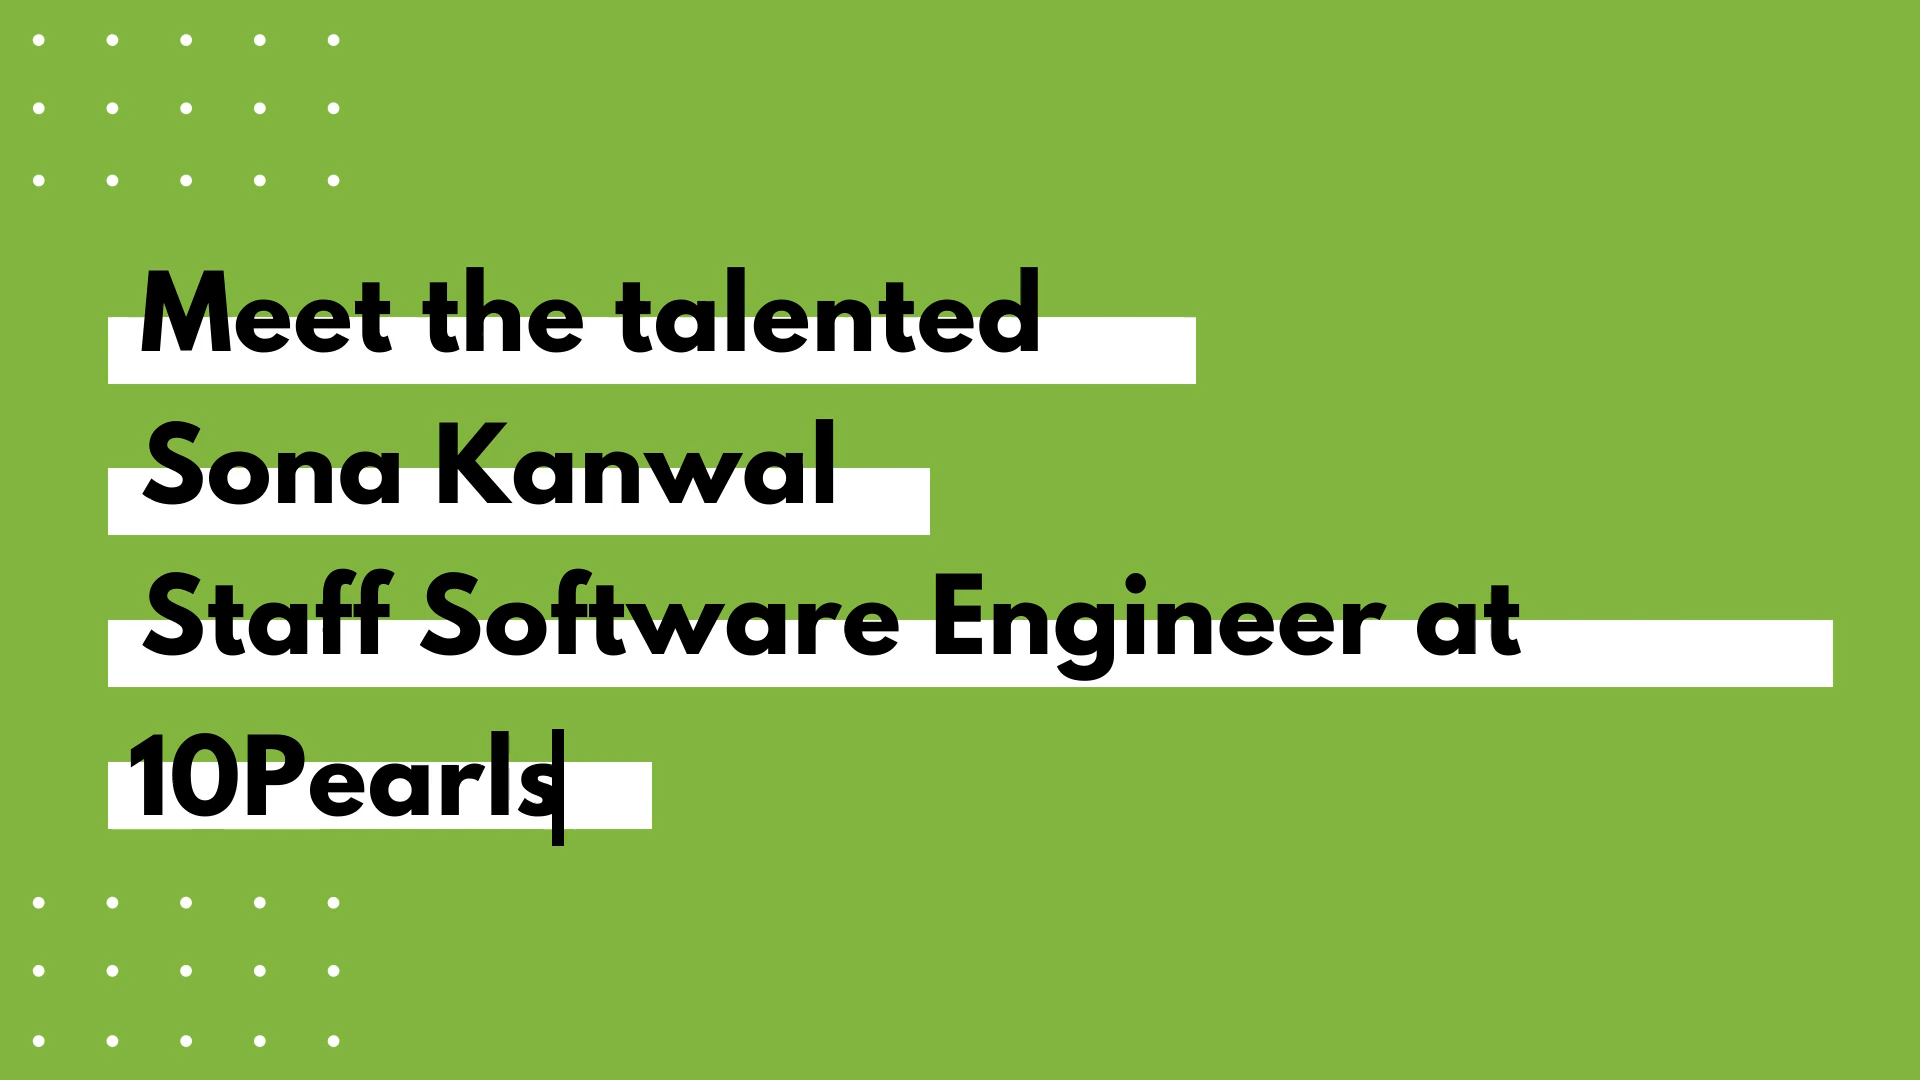 Meet the talented
Sona Kanwal
Staff Software Engineer at
10Pearls